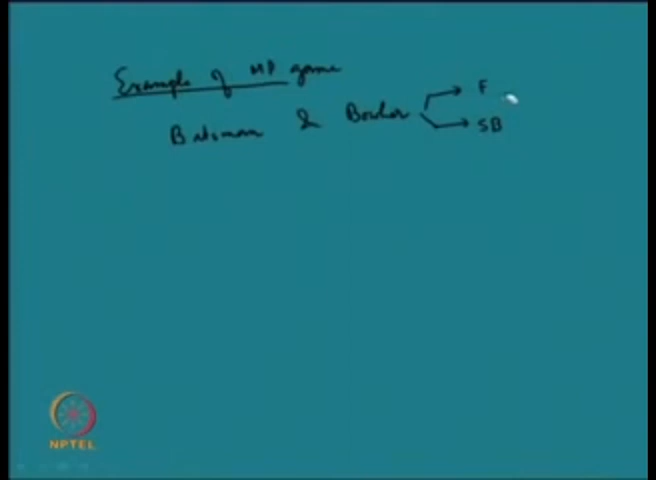 Example of MP game
Batsman & Bowler → F
→ SB
NPTEL